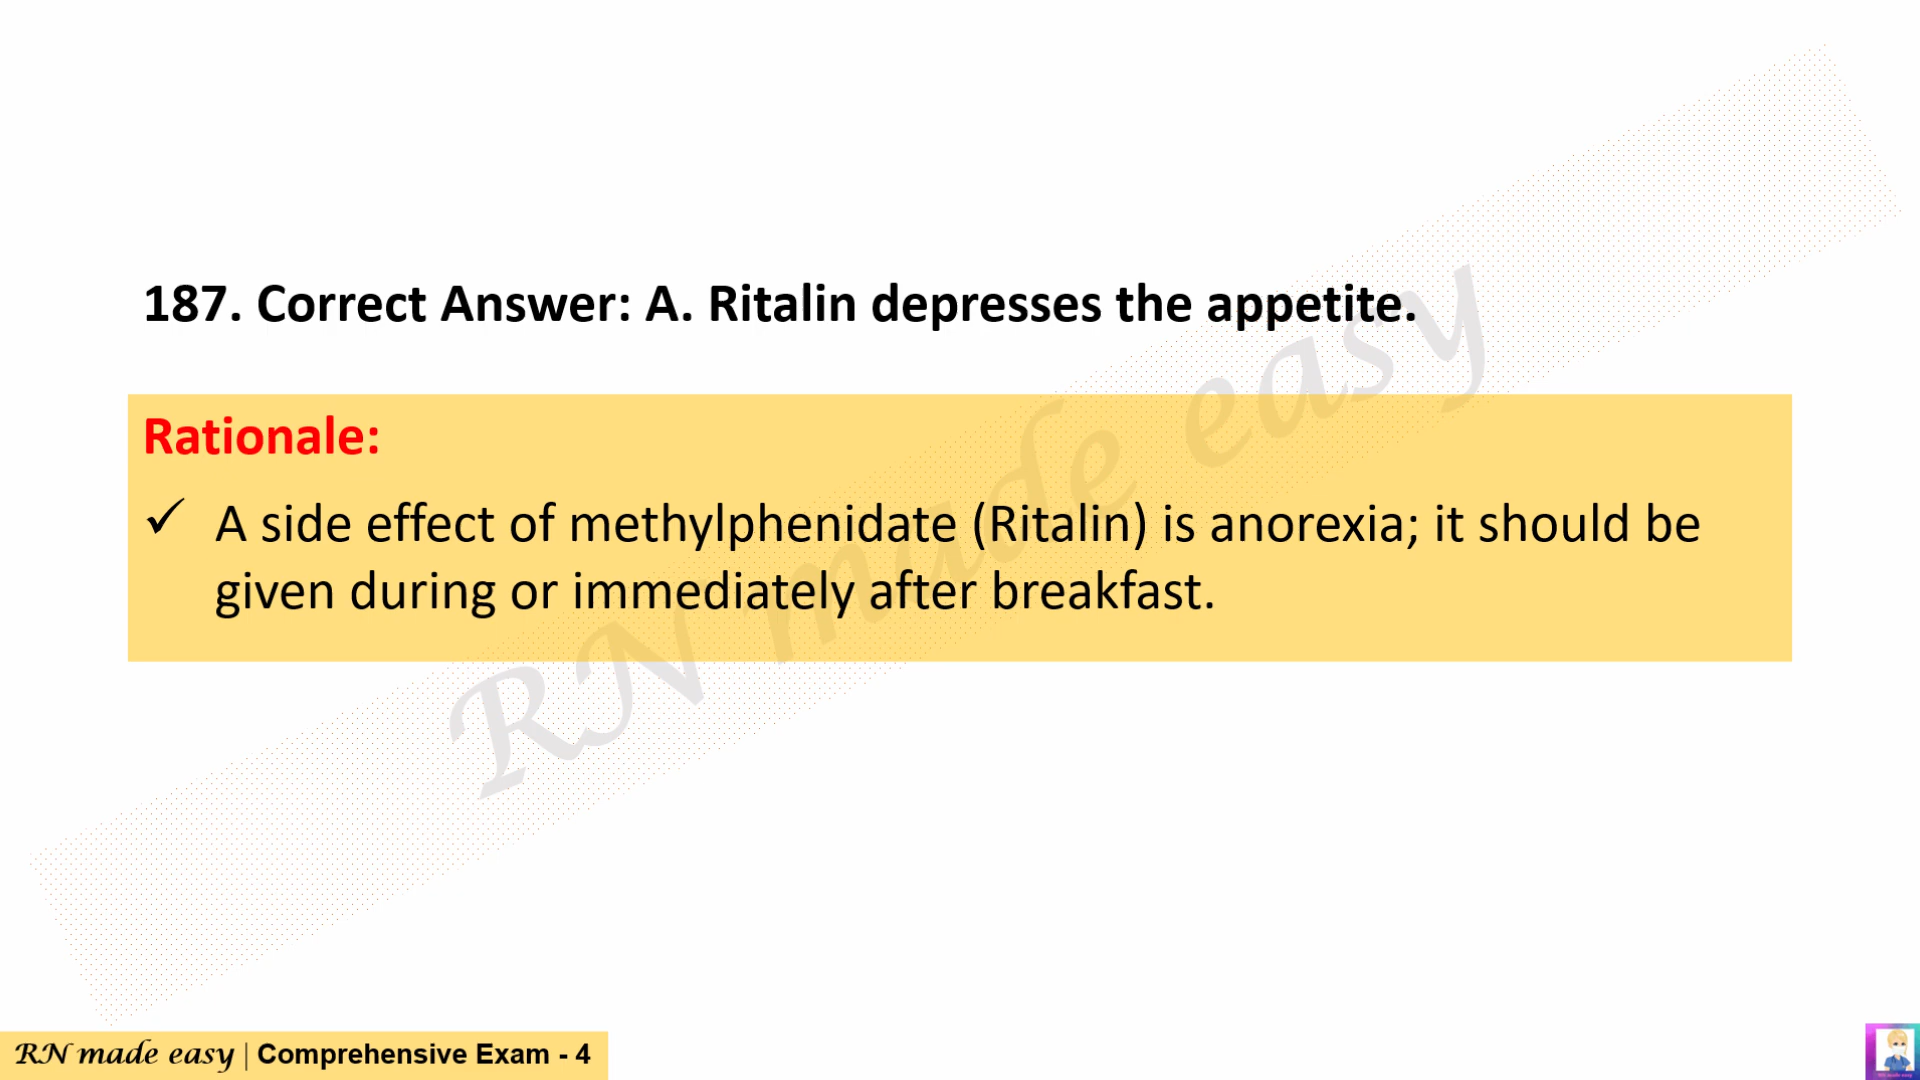 187. Correct Answer: A. Ritalin depresses the appetite.
Rationale:
✓ A side effect of methylphenidate (Ritalin) is anorexia; it should be
given during or immediately after breakfast.
RN made easy
RN made easy | Comprehensive Exam - 4